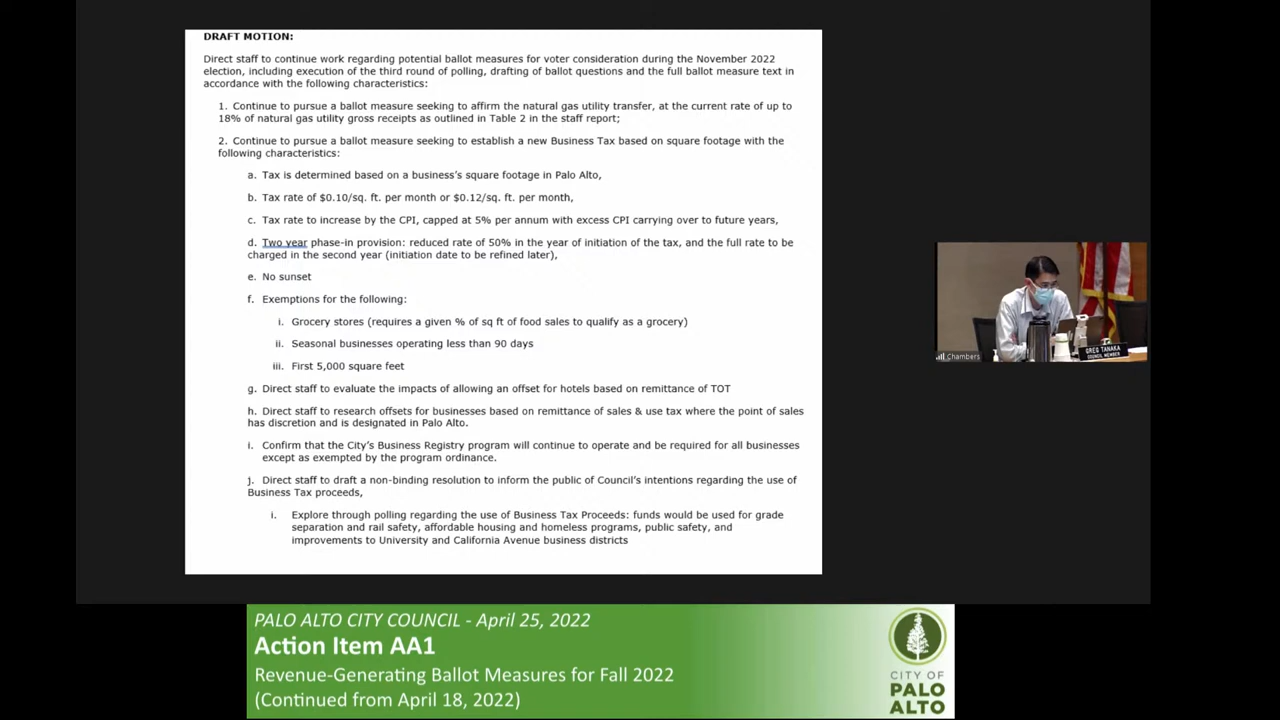 DRAFT MOTION:
Direct staff to continue work regarding potential ballot measures for voter consideration during the November 2022
election, including execution of the third round of polling, drafting of ballot questions and the full ballot measure text in
accordance with the following characteristics:
1. Continue to pursue a ballot measure seeking to affirm the natural gas utility transfer, at the current rate of up to
18% of natural gas utility gross receipts as outlined in Table 2 in the staff report;
2. Continue to pursue a ballot measure seeking to establish a new Business Tax based on square footage with the
following characteristics:
a. Tax is determined based on a business's square footage in Palo Alto,
b. Tax rate of $0.10/sq. ft. per month or $0.12/sq. ft. per month,
c. Tax rate to increase by the CPI, capped at 5% per annum with excess CPI carrying over to future years,
d. Two year phase-in provision: reduced rate of 50% in the year of initiation of the tax, and the full rate to be
charged in the second year (initiation date to be refined later),
e. No sunset
f. Exemptions for the following:
i. Grocery stores (requires a given % of sq ft of food sales to qualify as a grocery)
ii. Seasonal businesses operating less than 90 days
iii. First 5,000 square feet
g. Direct staff to evaluate the impacts of allowing an offset for hotels based on remittance of TOT
h. Direct staff to research offsets for businesses based on remittance of sales & use tax where the point of sales
has discretion and is designated in Palo Alto.
i. Confirm that the City's Business Registry program will continue to operate and be required for all businesses
except as exempted by the program ordinance.
j. Direct staff to draft a non-binding resolution to inform the public of Council's intentions regarding the use of
Business Tax proceeds,
i. Explore through polling regarding the use of Business Tax Proceeds: funds would be used for grade
separation and rail safety, affordable housing and homeless programs, public safety, and
improvements to University and California Avenue business districts
Chambers
GREG TANAKA
COUNCIL MEMBER
PALO ALTO CITY COUNCIL - April 25, 2022
Action Item AA1
Revenue-Generating Ballot Measures for Fall 2022
(Continued from April 18, 2022)
CITY OF
PALO
ALTO